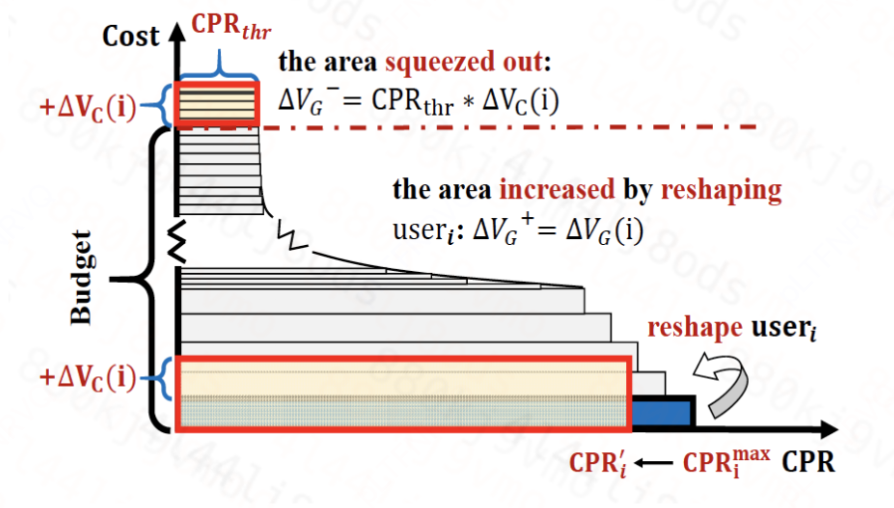 Cost
CPR_thr
the area squeezed out:
ΔV_G⁻ = CPR_thr * ΔV_C(i)
+ΔV_C(i)
the area increased by reshaping
user_i: ΔV_G⁺ = ΔV_G(i)
Budget
reshape user_i
+ΔV_C(i)
CPR′_i ← CPR_i^max CPR